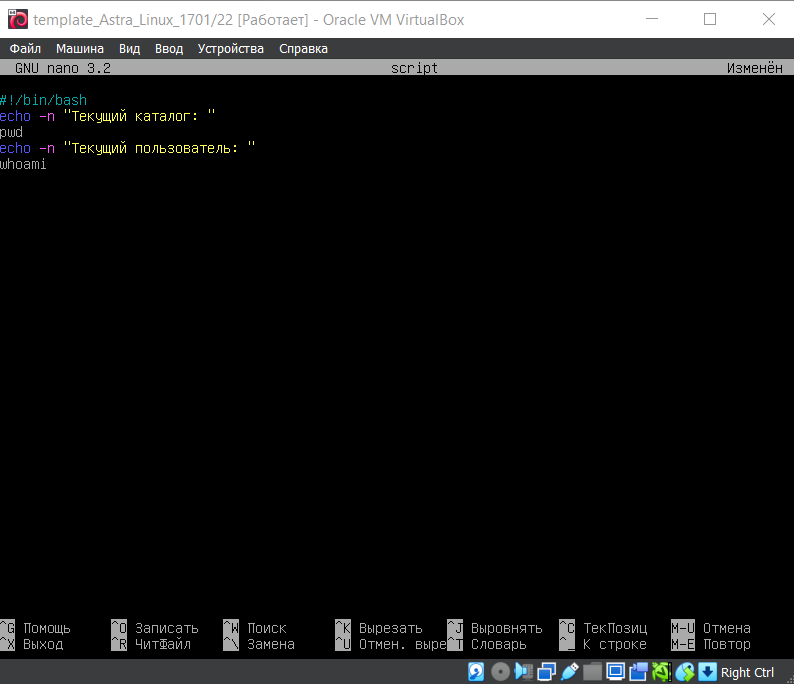 template_Astra_Linux_1701/22 [Работает] - Oracle VM VirtualBox
Файл Машина Вид Ввод Устройства Справка
GNU nano 3.2 script Изменён
#!/bin/bash
echo -n "Текущий каталог: "
pwd
echo -n "Текущий пользователь: "
whoami
^G Помощь ^O Записать ^W Поиск ^K Вырезать ^J Выровнять ^C ТекПозиц M-U Отмена
^X Выход ^R ЧитФайл ^\ Замена ^U Отмен. выре^T Словарь ^_ К строке M-E Повтор
Right Ctrl